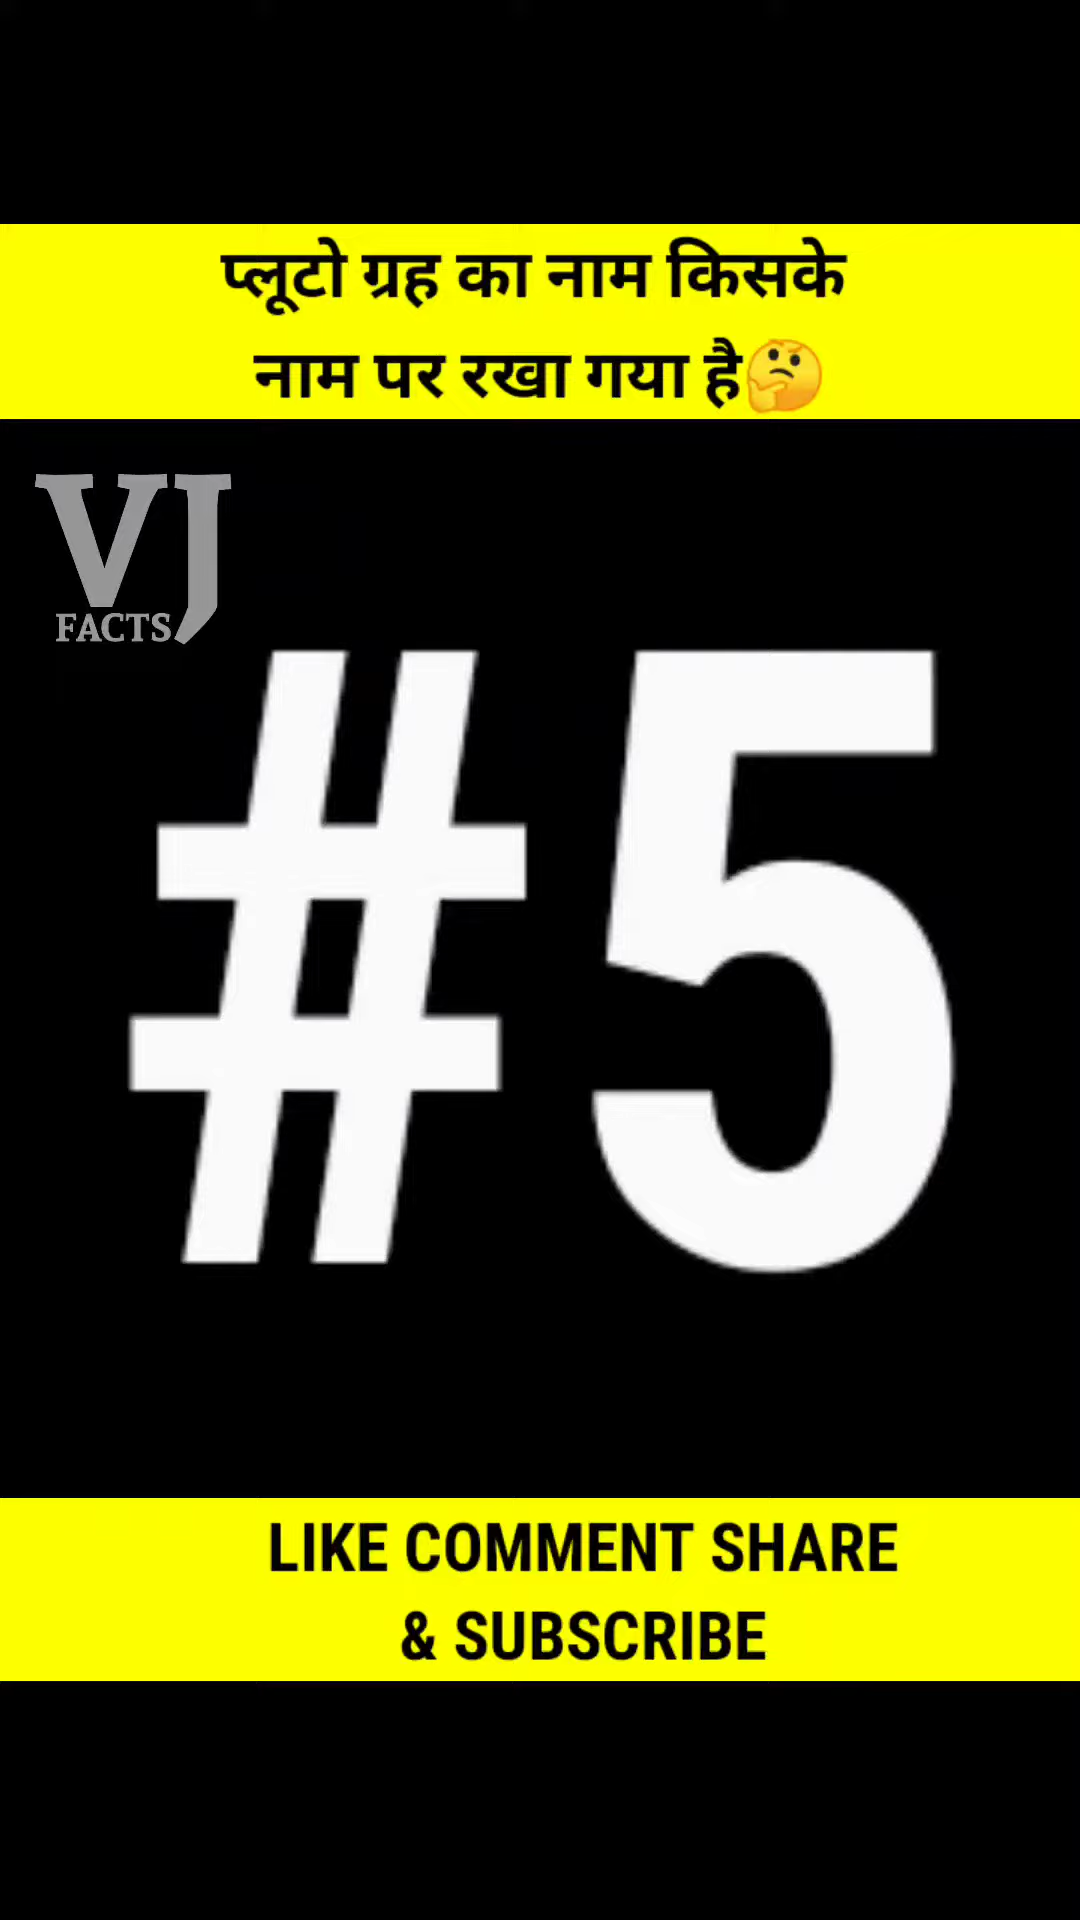 प्लूटो ग्रह का नाम किसके
नाम पर रखा गया है🤔
VJ
FACTS
#5
LIKE COMMENT SHARE
& SUBSCRIBE